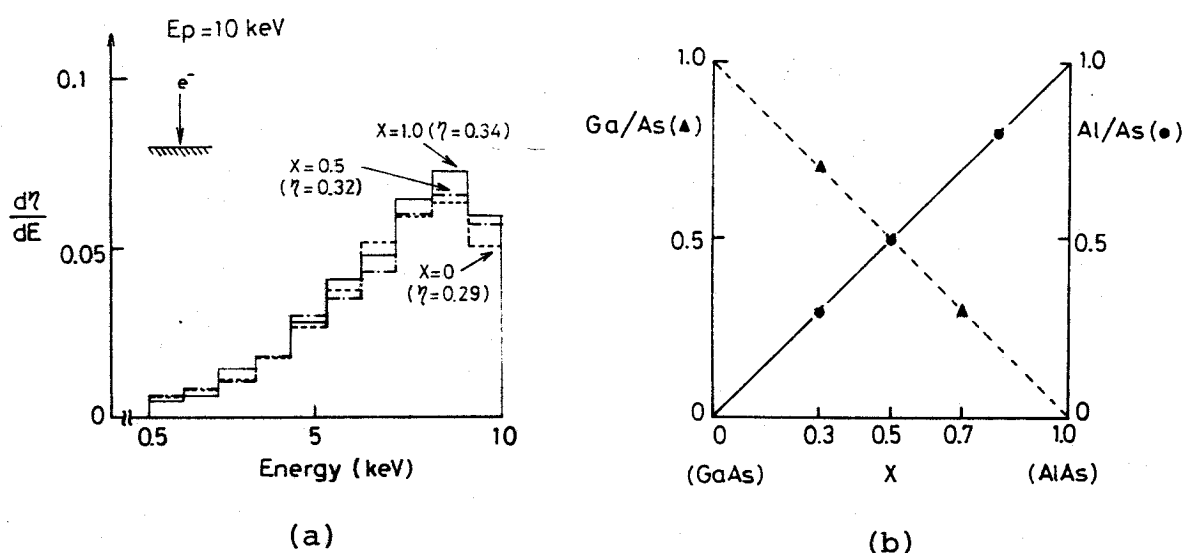 Ep = 10 keV
0.1
e⁻
X=1.0 (η=0.34)
X=0.5
(η=0.32)
dη
dE
0.05
X=0
(η=0.29)
0
0.5 5 10
Energy (keV)
(a)
1.0 1.0
Ga/As(▲) Al/As(●)
0.5 0.5
0 0
0 0.3 0.5 0.7 1.0
(GaAs) X (AlAs)
(b)